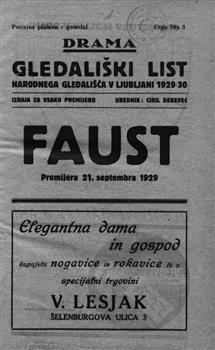 Poštnina plačana v gotovini Cena Din 5
DRAMA
GLEDALIŠKI LIST
NARODNEGA GLEDALIŠČA V LJUBLJANI 1929-30
IZHAJA ZA VSAKO PREMIERO UREDNIK: CIRIL DEBEVEC
FAUST
Premijera 21. septembra 1929
Elegantna dama
in gospod
kupujeta nogavice in rokavice le v
specijalni trgovini
V. LESJAK
ŠELENBURGOVA ULICA 3